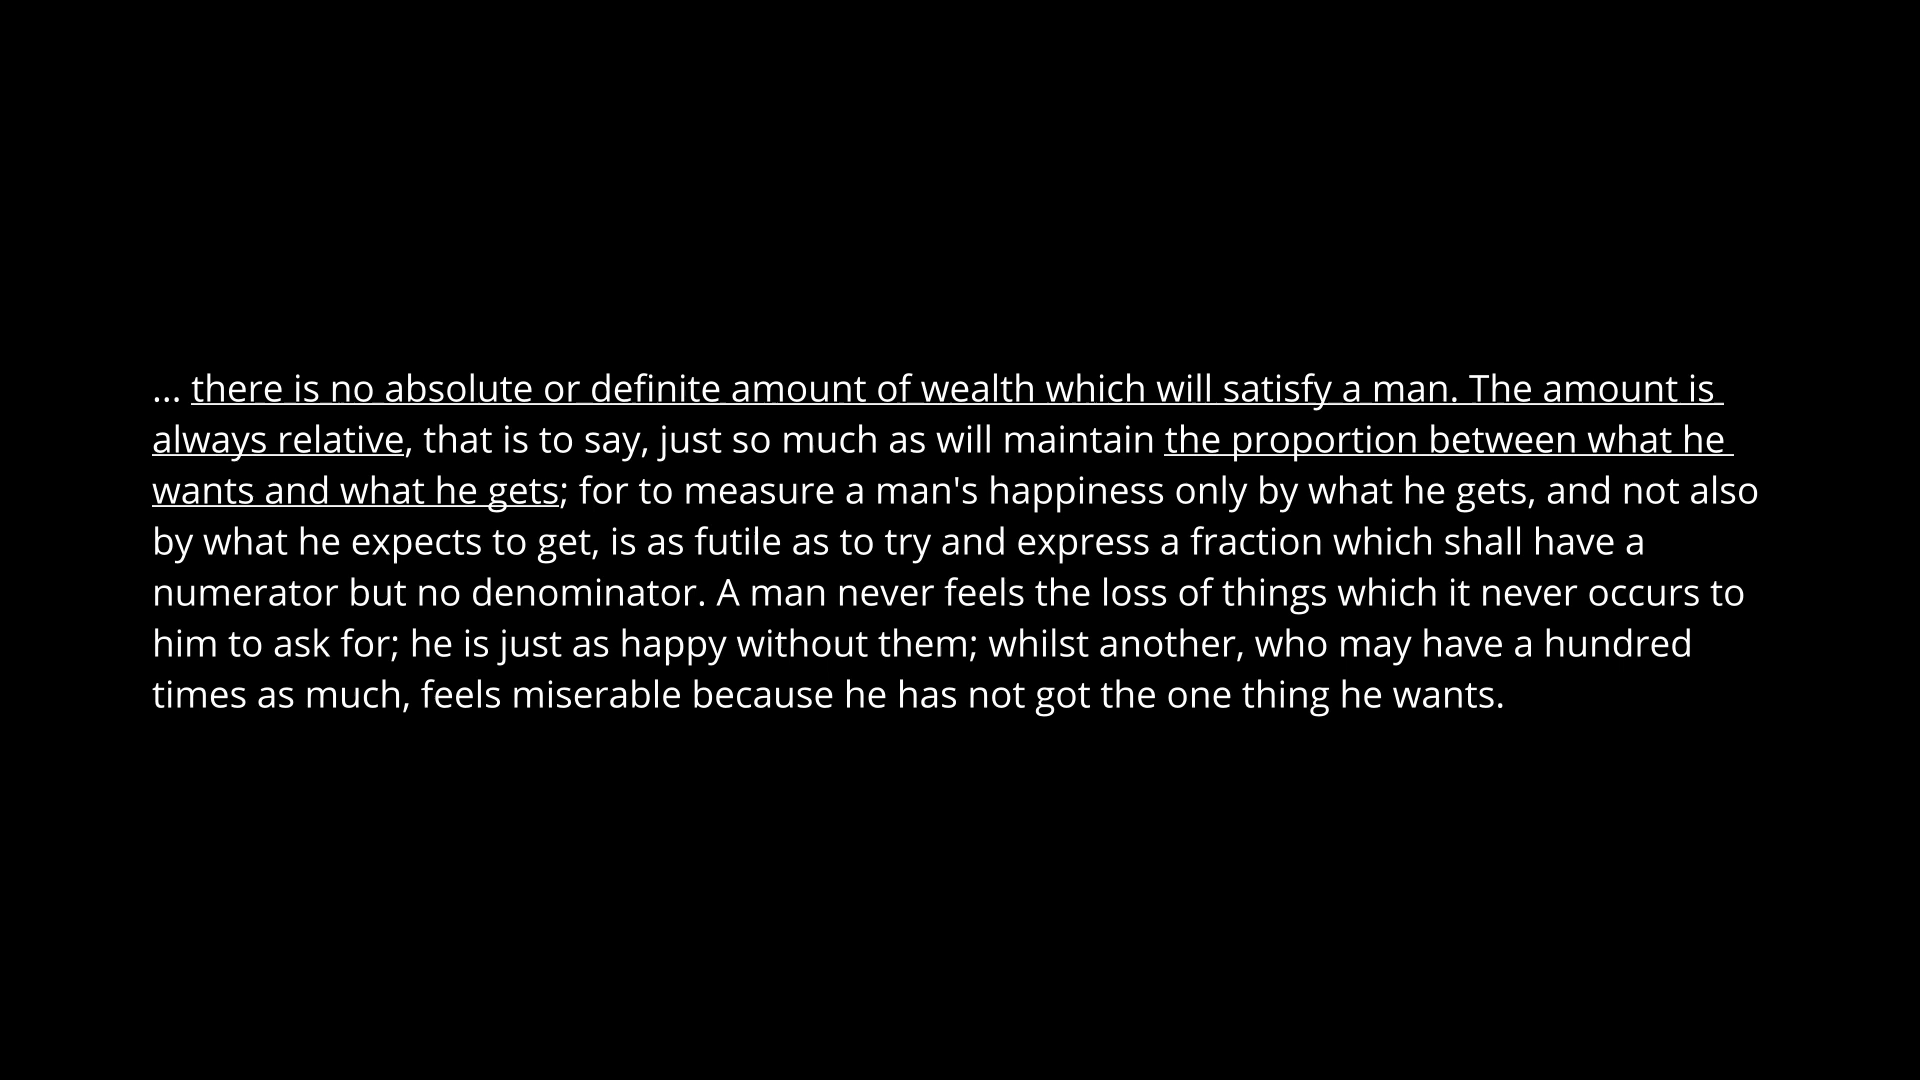 ... there is no absolute or definite amount of wealth which will satisfy a man. The amount is
always relative, that is to say, just so much as will maintain the proportion between what he
wants and what he gets; for to measure a man's happiness only by what he gets, and not also
by what he expects to get, is as futile as to try and express a fraction which shall have a
numerator but no denominator. A man never feels the loss of things which it never occurs to
him to ask for; he is just as happy without them; whilst another, who may have a hundred
times as much, feels miserable because he has not got the one thing he wants.